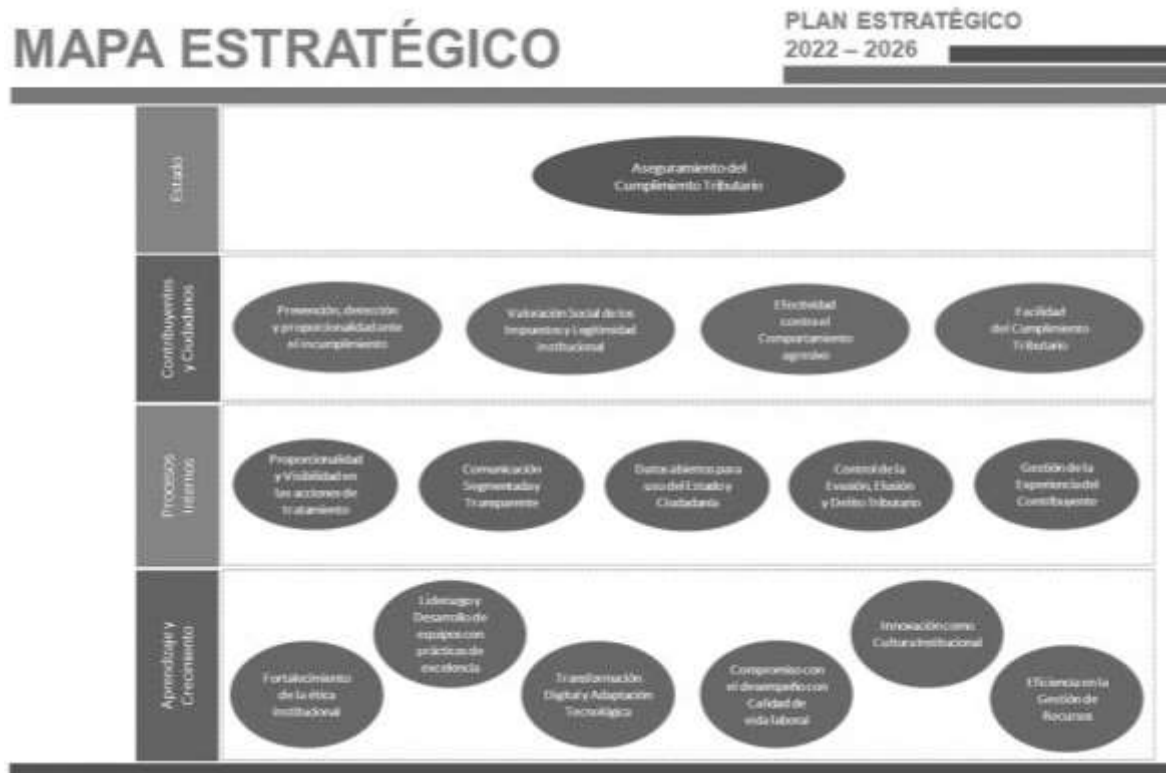 MAPA ESTRATÉGICO
PLAN ESTRATÉGICO
2022 – 2026
Estado
Aseguramiento del
Cumplimiento Tributario
Contribuyentes
y Ciudadanos
Prevención, detección
y proporcionalidad ante
el incumplimiento
Valoración Social de los
Impuestos y Legitimidad
institucional
Efectividad
contra el
Comportamiento
agresivo
Facilidad
del Cumplimiento
Tributario
Procesos
Internos
Proporcionalidad
y Visibilidad en
las acciones de
tratamiento
Comunicación
Segmentada y
Transparente
Datos abiertos para
uso del Estado y
Ciudadanía
Control de la
Evasión, Elusión
y Delito Tributario
Gestión de la
Experiencia del
Contribuyente
Aprendizaje y
Crecimiento
Fortalecimiento
de la ética
institucional
Liderazgo y
Desarrollo de
equipos con
prácticas de
excelencia
Transformación
Digital y Adaptación
Tecnológica
Compromiso con
el desempeño con
Calidad de
vida laboral
Innovación como
Cultura Institucional
Eficiencia en la
Gestión de
Recursos